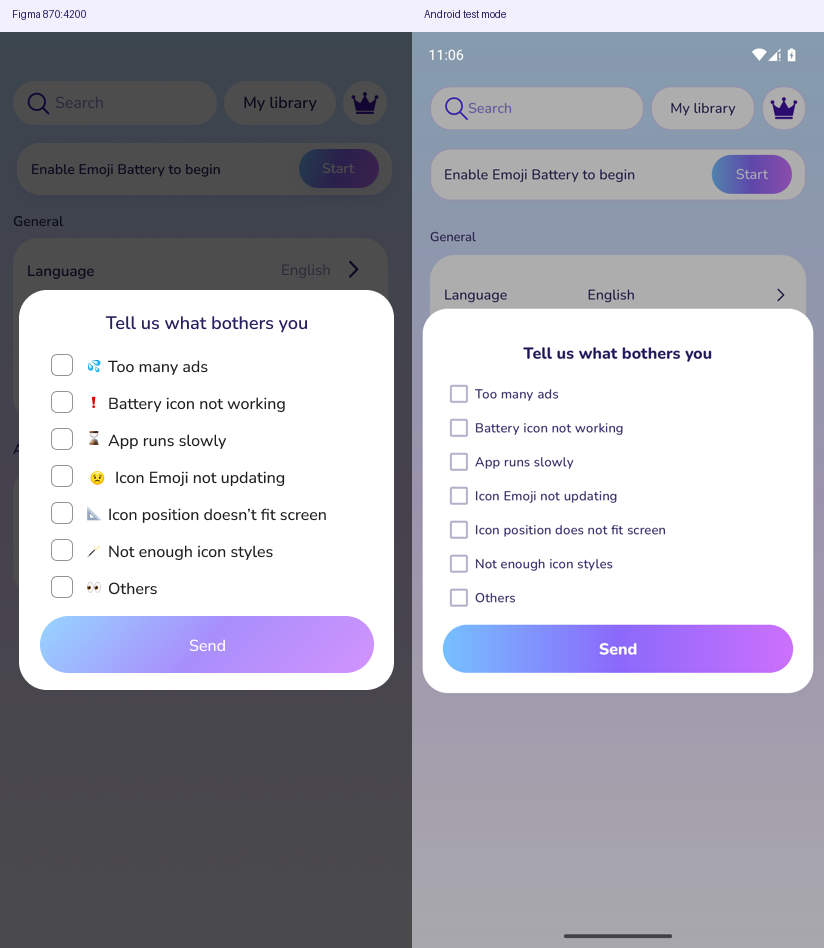 Figma 870:4200
Search
My library
Enable Emoji Battery to begin
Start
General
Language
English
Tell us what bothers you
💦 Too many ads
❗ Battery icon not working
⌛ App runs slowly
😟 Icon Emoji not updating
📐 Icon position doesn’t fit screen
🪄 Not enough icon styles
👀 Others
Send
Android test mode
11:06
Search
My library
Enable Emoji Battery to begin
Start
General
Language
English
Tell us what bothers you
Too many ads
Battery icon not working
App runs slowly
Icon Emoji not updating
Icon position does not fit screen
Not enough icon styles
Others
Send